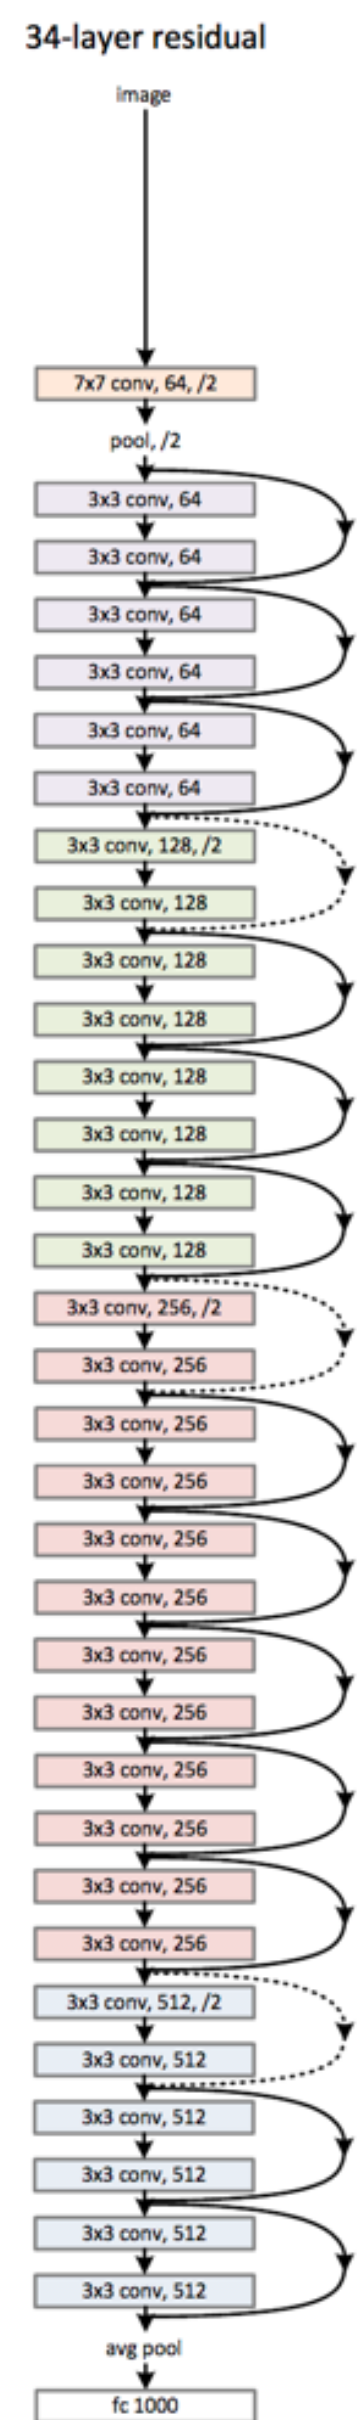 34-layer residual
image
7x7 conv, 64, /2
pool, /2
3x3 conv, 64
3x3 conv, 64
3x3 conv, 64
3x3 conv, 64
3x3 conv, 64
3x3 conv, 64
3x3 conv, 128, /2
3x3 conv, 128
3x3 conv, 128
3x3 conv, 128
3x3 conv, 128
3x3 conv, 128
3x3 conv, 128
3x3 conv, 128
3x3 conv, 256, /2
3x3 conv, 256
3x3 conv, 256
3x3 conv, 256
3x3 conv, 256
3x3 conv, 256
3x3 conv, 256
3x3 conv, 256
3x3 conv, 256
3x3 conv, 256
3x3 conv, 256
3x3 conv, 256
3x3 conv, 512, /2
3x3 conv, 512
3x3 conv, 512
3x3 conv, 512
3x3 conv, 512
3x3 conv, 512
avg pool
fc 1000